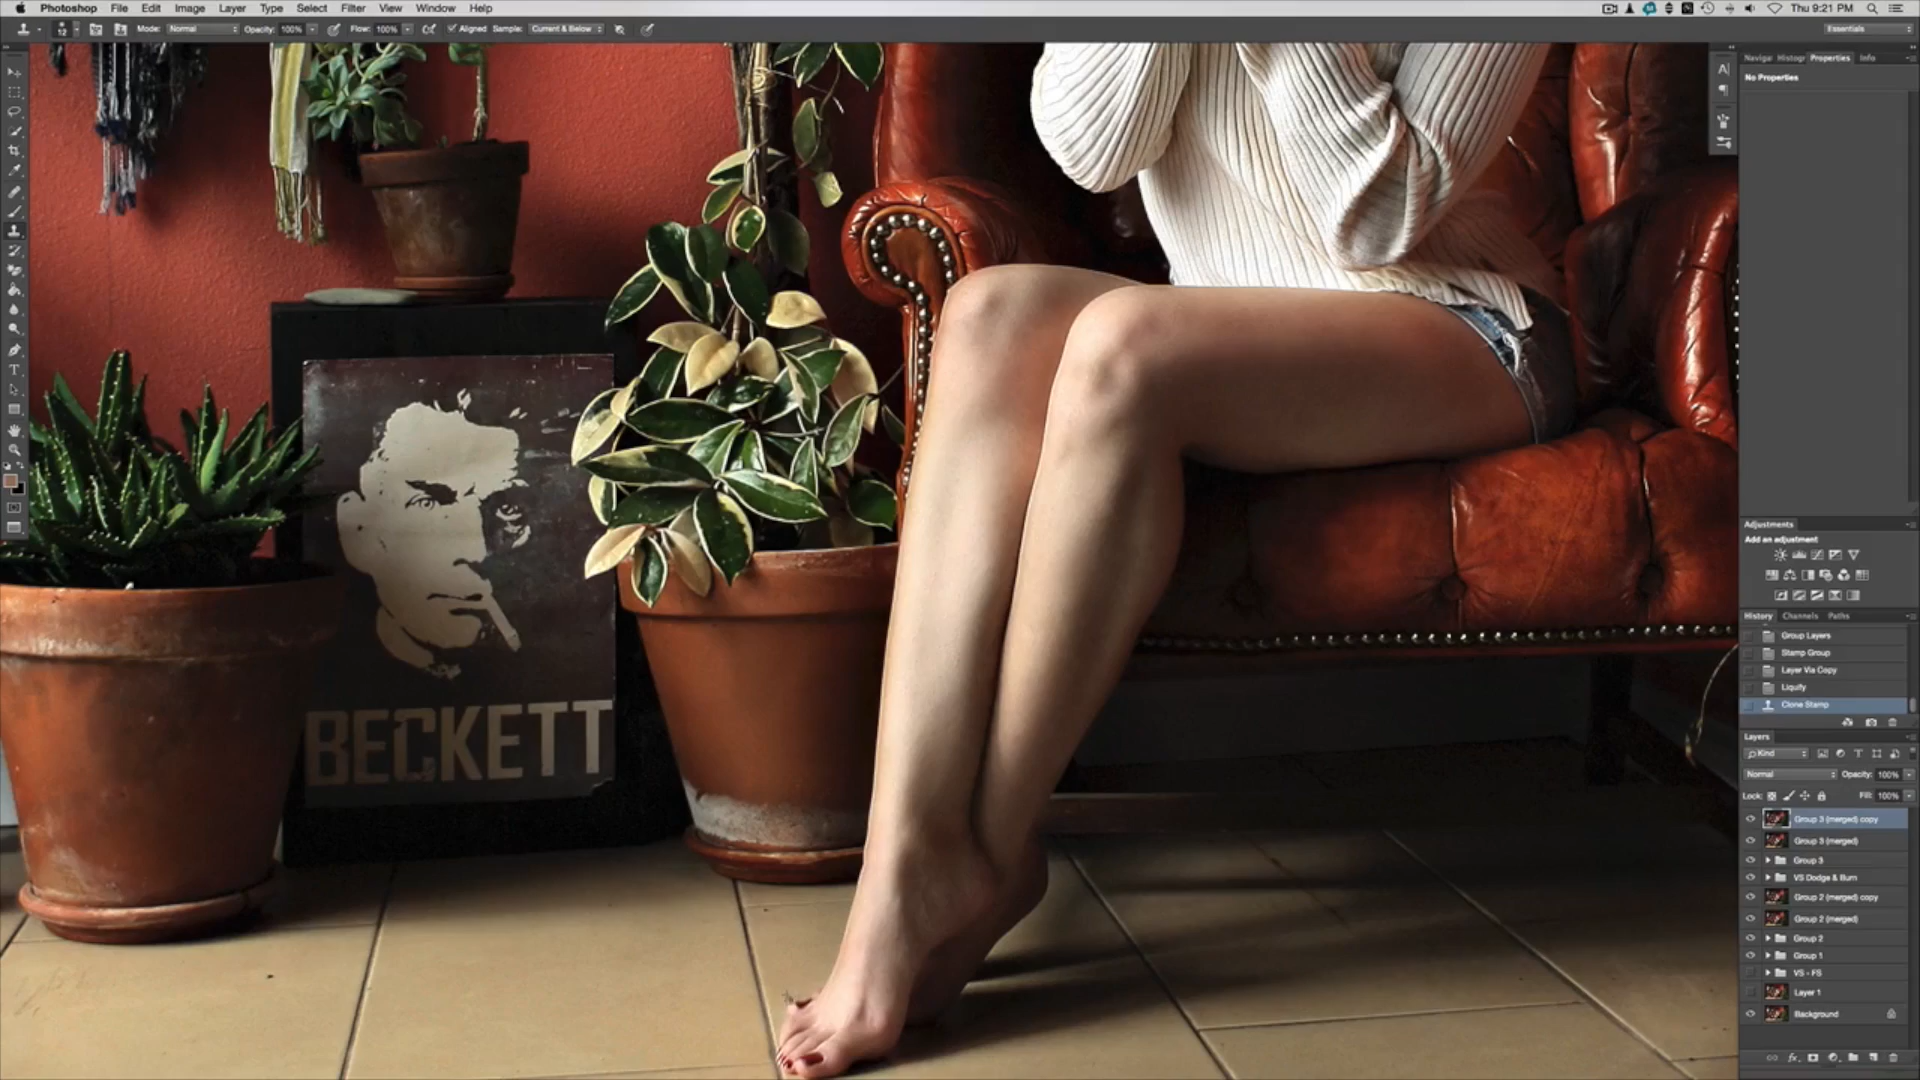 Photoshop File Edit Image Layer Type Select Filter View Window Help Thu 9:21 PM
12 Mode: Normal Opacity: 100% Flow: 100% Aligned Sample: Current & Below Essentials
Navigat Histogr Properties Info
No Properties
Adjustments
Add an adjustment
History Channels Paths
Group Layers
Stamp Group
Layer Via Copy
Liquify
Clone Stamp
Layers
Kind
Normal Opacity: 100%
Lock: Fill: 100%
Group 3 (merged) copy
Group 3 (merged)
Group 3
VS Dodge & Burn
Group 2 (merged) copy
Group 2 (merged)
Group 2
Group 1
VS - FS
Layer 1
Background
BECKETT